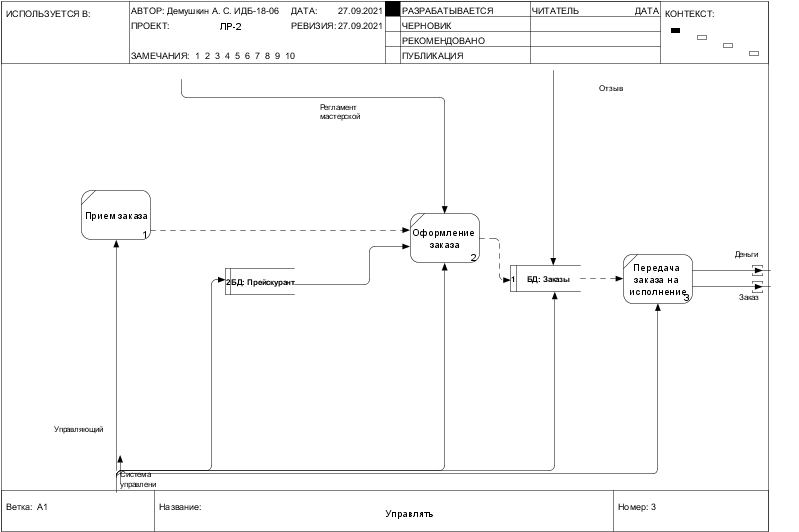 ИСПОЛЬЗУЕТСЯ В:
АВТОР: Демушкин А. С. ИДБ-18-06 ДАТА: 27.09.2021
ПРОЕКТ: ЛР-2 РЕВИЗИЯ: 27.09.2021
ЗАМЕЧАНИЯ: 1 2 3 4 5 6 7 8 9 10
РАЗРАБАТЫВАЕТСЯ
ЧЕРНОВИК
РЕКОМЕНДОВАНО
ПУБЛИКАЦИЯ
ЧИТАТЕЛЬ ДАТА
КОНТЕКСТ:
Отзыв
Регламент
мастерской
Прием заказа
1
Оформление
заказа
2
Деньги
Передача
заказа на
исполнение
3
2 БД: Прейскурант
1 БД: Заказы
Заказ
Управляющий
Система
управлени
Ветка: А1
Название:
Управлять
Номер: 3